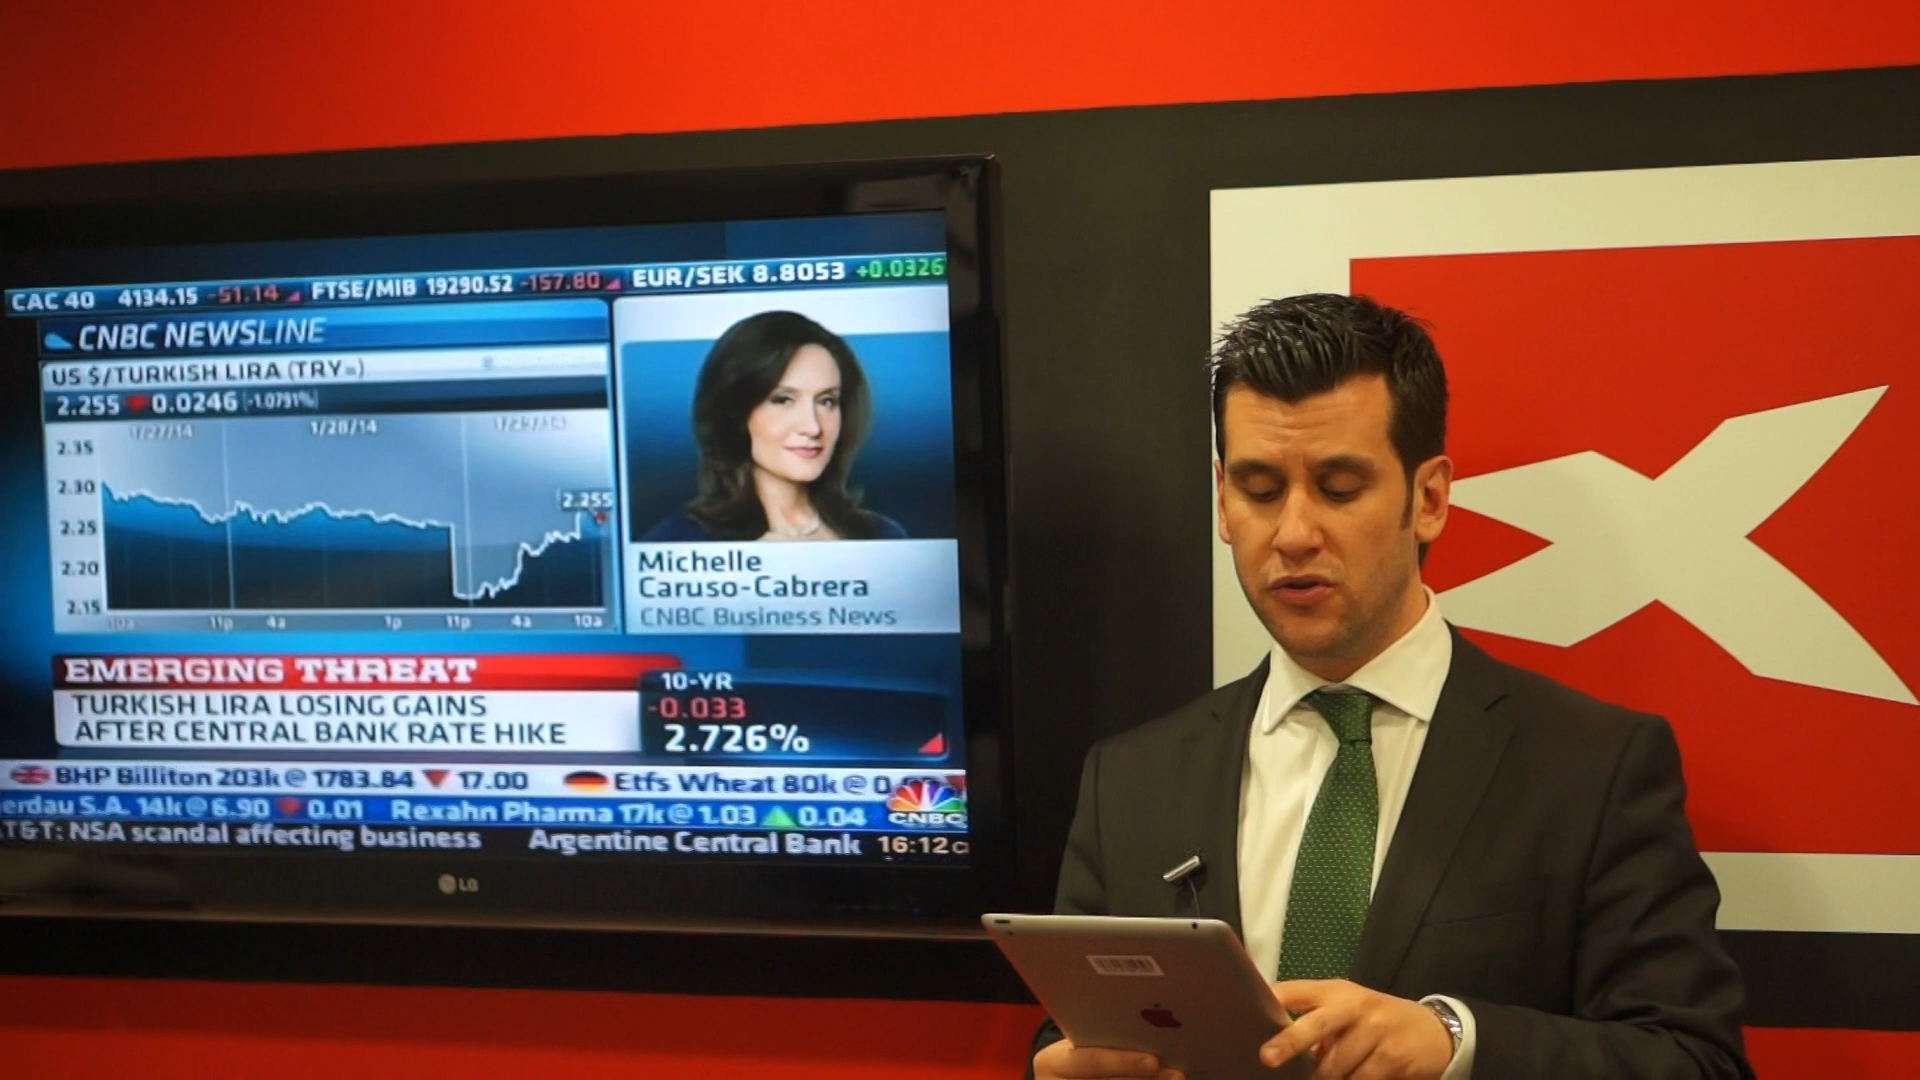 CAC 40 4134.15 -51.14 FTSE/MIB 19290.52 -157.80 EUR/SEK 8.8053 +0.0326
CNBC NEWSLINE
US $/TURKISH LIRA (TRY=)
2.255 0.0246 (-1.0791%)
1/27/14 1/28/14 1/29/14
2.35
2.30
2.255
2.25
2.20
2.15
10a 11p 4a 1p 11p 4a 10a
Michelle
Caruso-Cabrera
CNBC Business News
EMERGING THREAT
TURKISH LIRA LOSING GAINS
AFTER CENTRAL BANK RATE HIKE
10-YR
-0.033
2.726%
BHP Billiton 203k@1783.84 ▼ 17.00 Etfs Wheat 80k@0
erdau S.A. 14k@6.90 ▼ 0.01 Rexahn Pharma 17k@1.03 ▲ 0.04
CNBC
T&T: NSA scandal affecting business Argentine Central Bank 16:12
LG